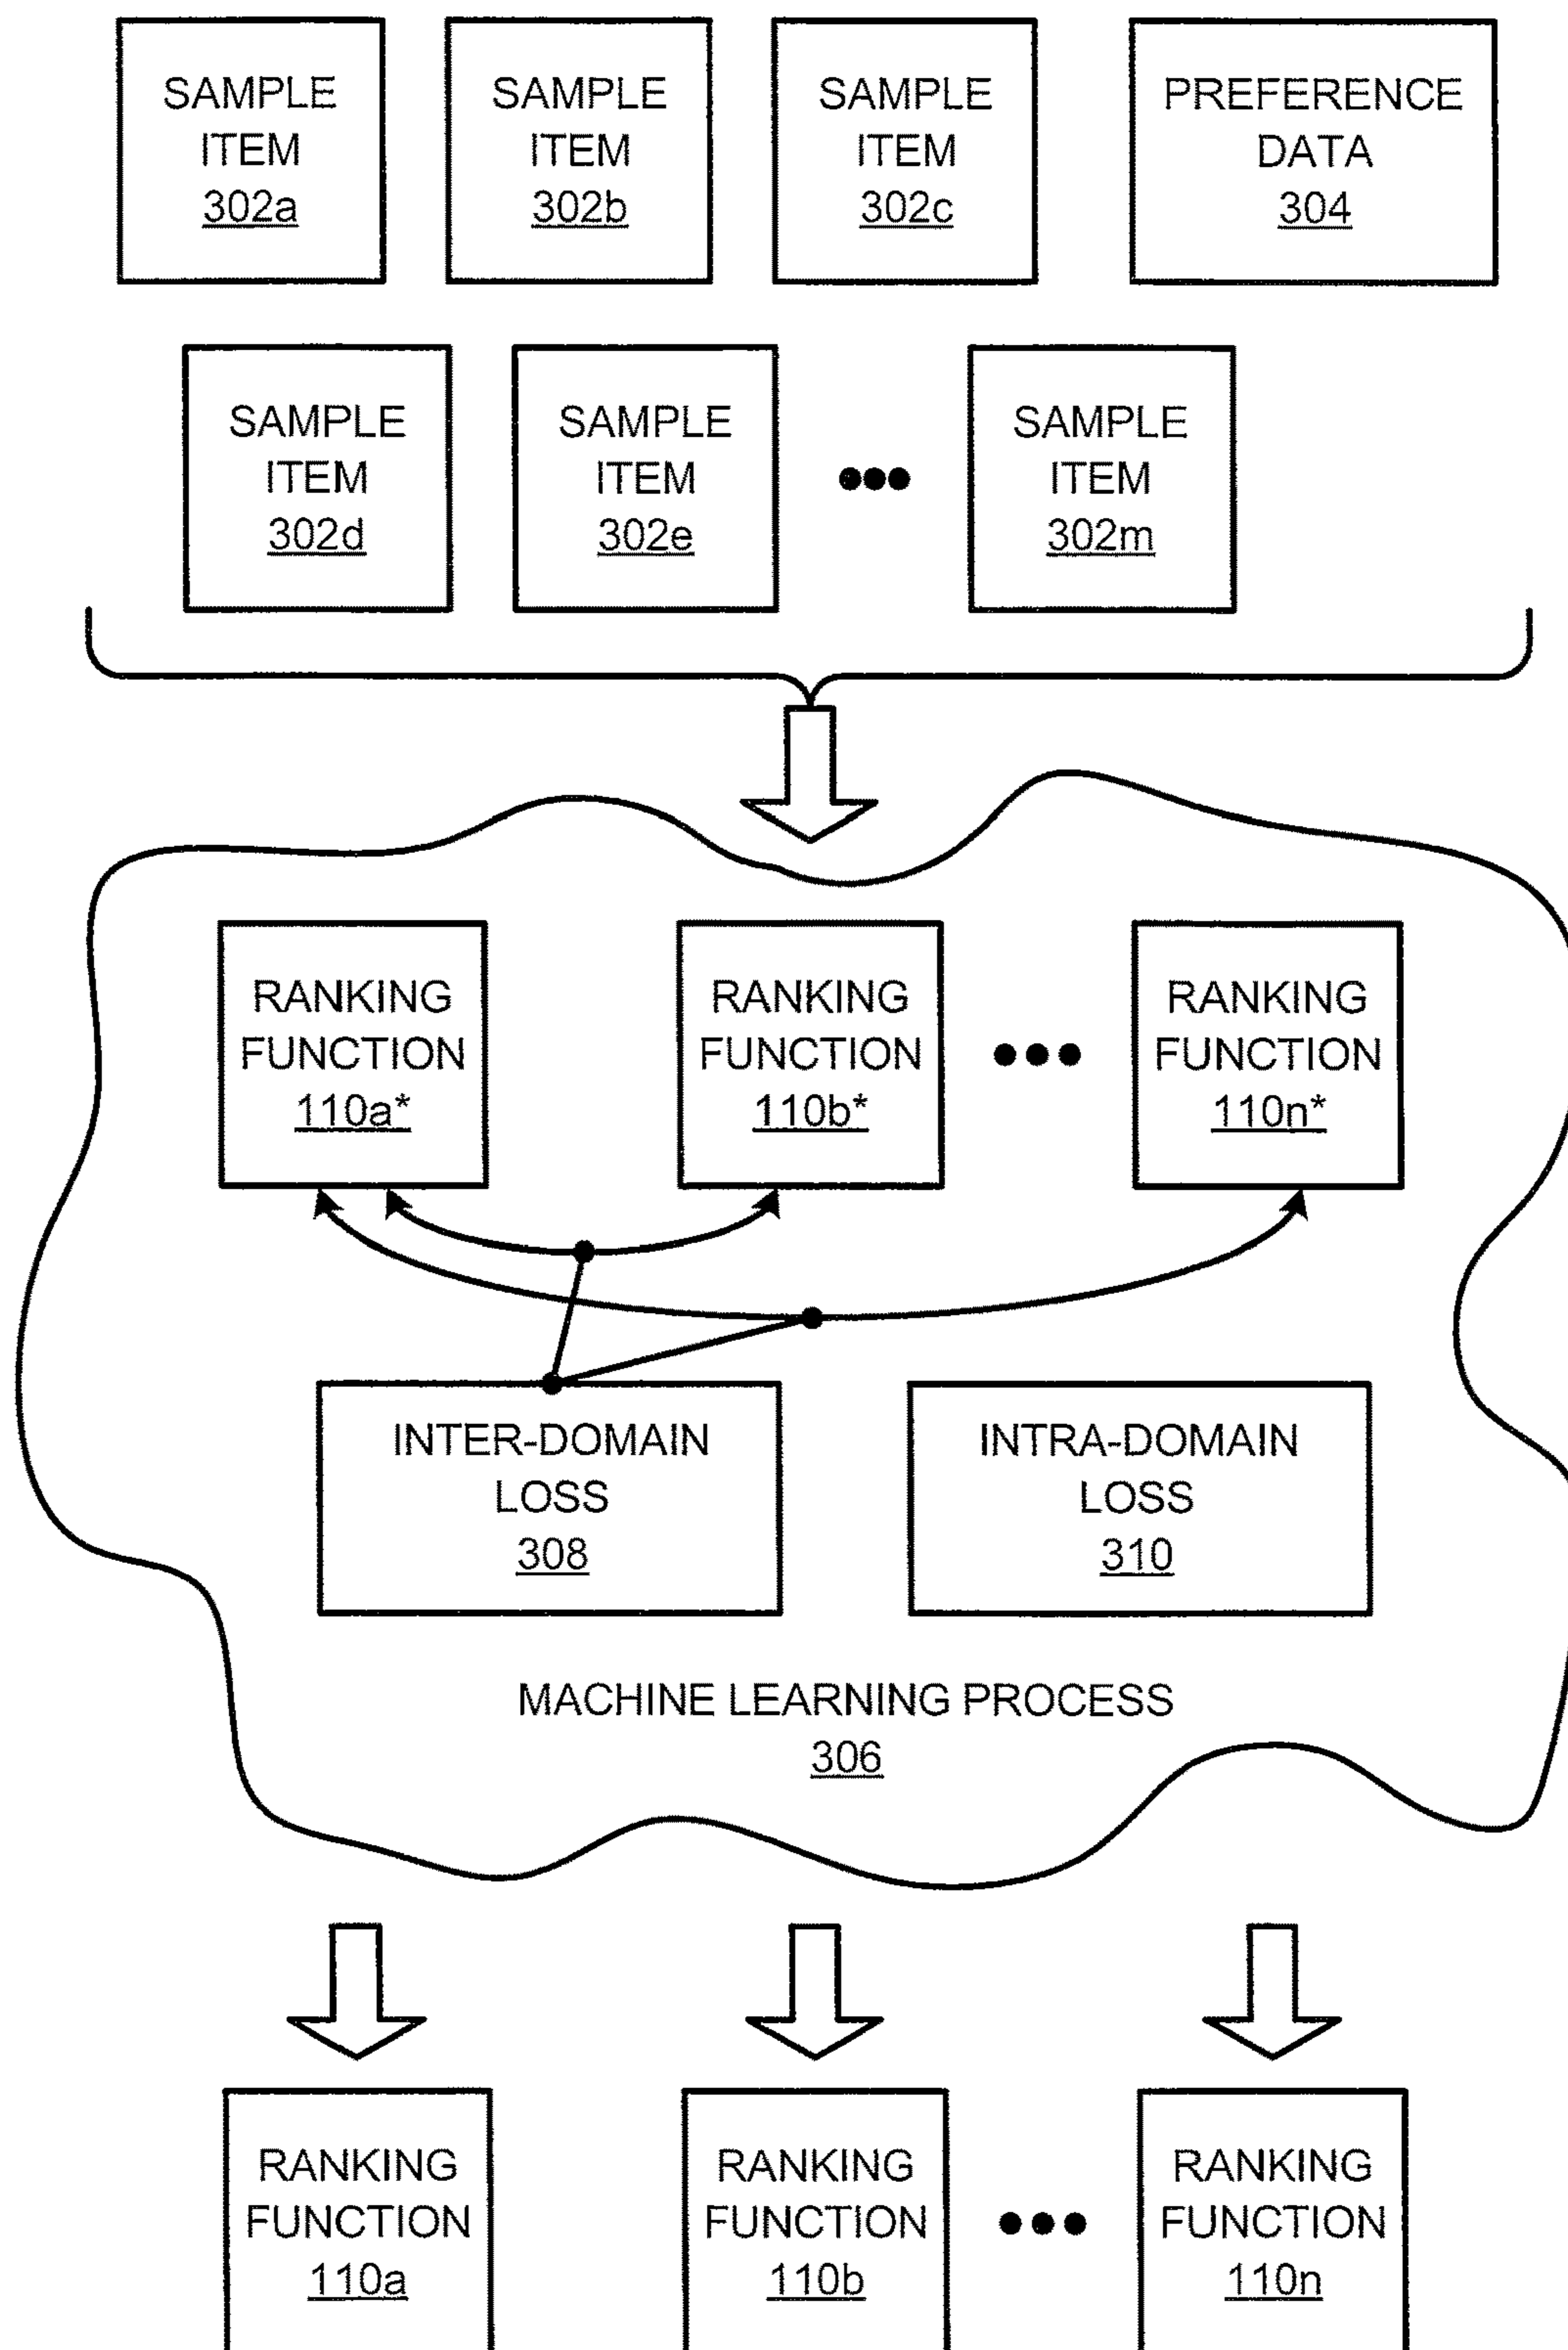 SAMPLE
ITEM
302a
SAMPLE
ITEM
302b
SAMPLE
ITEM
302c
PREFERENCE
DATA
304
SAMPLE
ITEM
302d
SAMPLE
ITEM
302e
SAMPLE
ITEM
302m
RANKING
FUNCTION
110a*
RANKING
FUNCTION
110b*
RANKING
FUNCTION
110n*
INTER-DOMAIN
LOSS
308
INTRA-DOMAIN
LOSS
310
MACHINE LEARNING PROCESS
306
RANKING
FUNCTION
110a
RANKING
FUNCTION
110b
RANKING
FUNCTION
110n